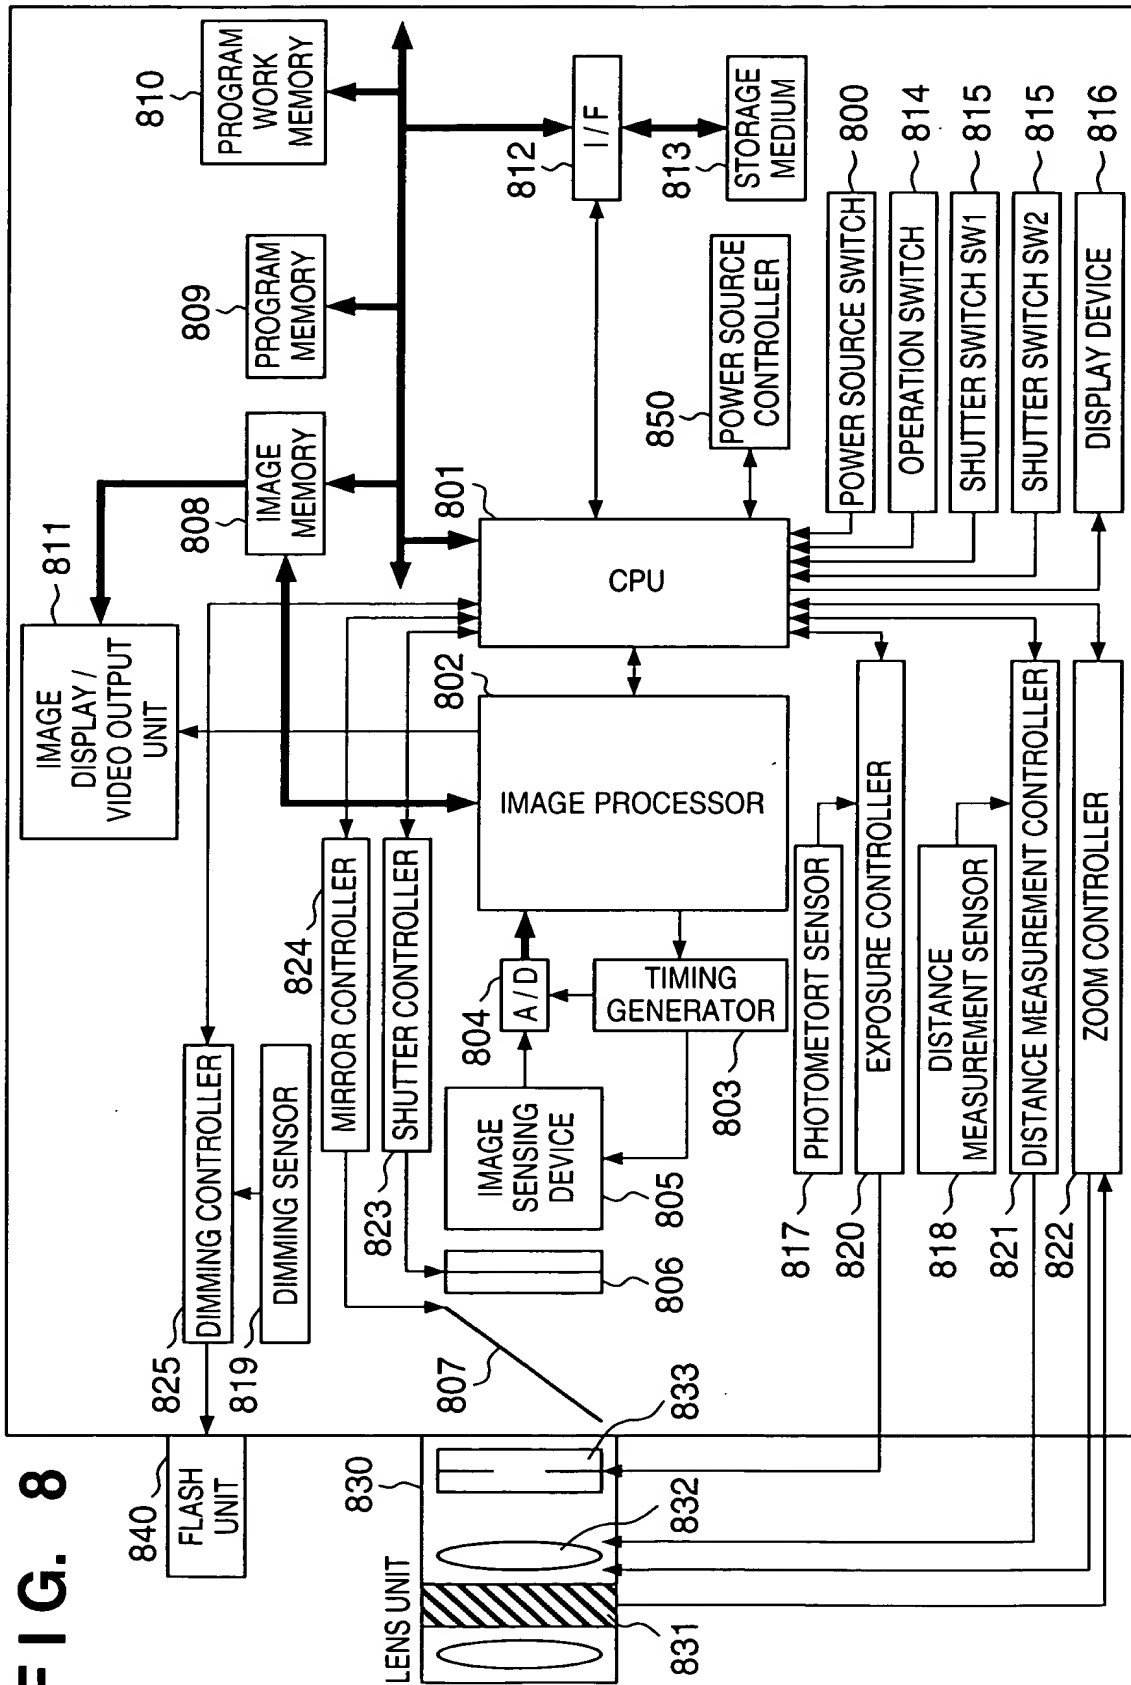 FIG. 8
840
FLASH
UNIT
825
DIMMING CONTROLLER
819
DIMMING SENSOR
811
IMAGE
DISPLAY /
VIDEO OUTPUT
UNIT
808
IMAGE
MEMORY
809
PROGRAM
MEMORY
810
PROGRAM
WORK
MEMORY
824
MIRROR CONTROLLER
823
SHUTTER CONTROLLER
LENS UNIT
830
831
832
833
807
806
IMAGE
SENSING
DEVICE
805
804
A/D
TIMING
GENERATOR
803
802
IMAGE PROCESSOR
801
CPU
812
I/F
813
STORAGE
MEDIUM
850
POWER SOURCE
CONTROLLER
POWER SOURCE SWITCH
800
OPERATION SWITCH
814
SHUTTER SWITCH SW1
815
SHUTTER SWITCH SW2
815
DISPLAY DEVICE
816
817
PHOTOMETORT SENSOR
820
EXPOSURE CONTROLLER
818
DISTANCE
MEASUREMENT SENSOR
821
DISTANCE MEASUREMENT CONTROLLER
822
ZOOM CONTROLLER